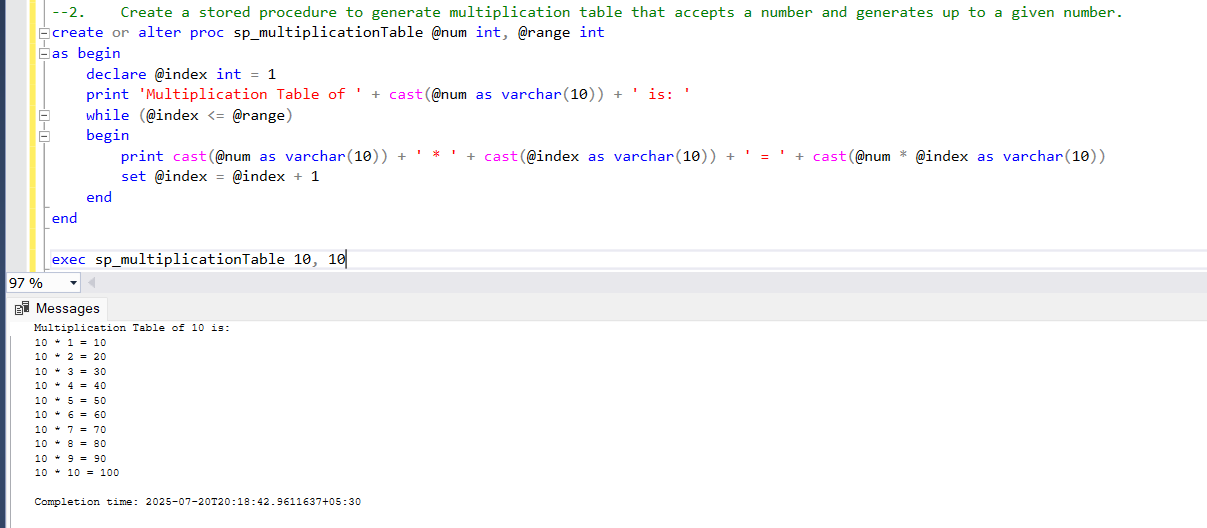 --2.    Create a stored procedure to generate multiplication table that accepts a number and generates up to a given number.
create or alter proc sp_multiplicationTable @num int, @range int
as begin
    declare @index int = 1
    print 'Multiplication Table of ' + cast(@num as varchar(10)) + ' is: '
    while (@index <= @range)
    begin
        print cast(@num as varchar(10)) + ' * ' + cast(@index as varchar(10)) + ' = ' + cast(@num * @index as varchar(10))
        set @index = @index + 1
    end
end

exec sp_multiplicationTable 10, 10
97 %
Messages
Multiplication Table of 10 is:
10 * 1 = 10
10 * 2 = 20
10 * 3 = 30
10 * 4 = 40
10 * 5 = 50
10 * 6 = 60
10 * 7 = 70
10 * 8 = 80
10 * 9 = 90
10 * 10 = 100

Completion time: 2025-07-20T20:18:42.9611637+05:30